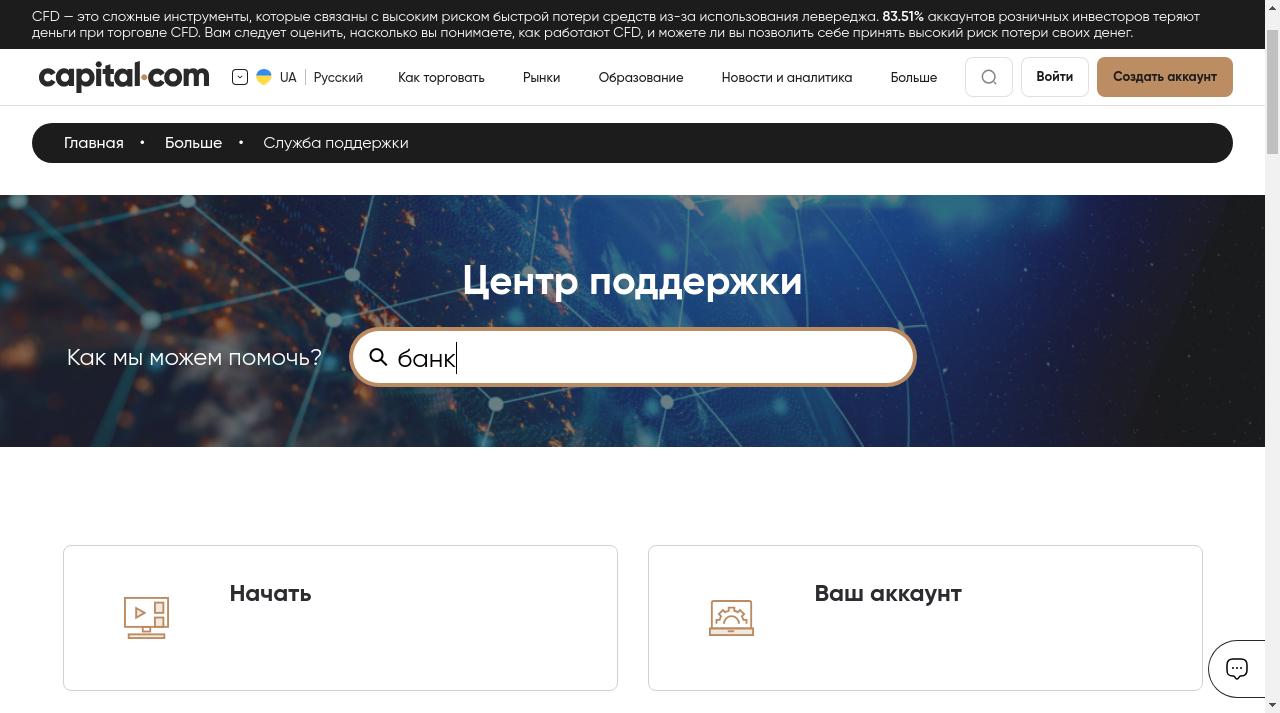 CFD — это сложные инструменты, которые связаны с высоким риском быстрой потери средств из-за использования левереджа. 83.51% аккаунтов розничных инвесторов теряют
деньги при торговле CFD. Вам следует оценить, насколько вы понимаете, как работают CFD, и можете ли вы позволить себе принять высокий риск потери своих денег.
capital.com UA Русский Как торговать Рынки Образование Новости и аналитика Больше Войти Создать аккаунт
Главная • Больше • Служба поддержки
Центр поддержки
Как мы можем помочь? банк
Начать Ваш аккаунт